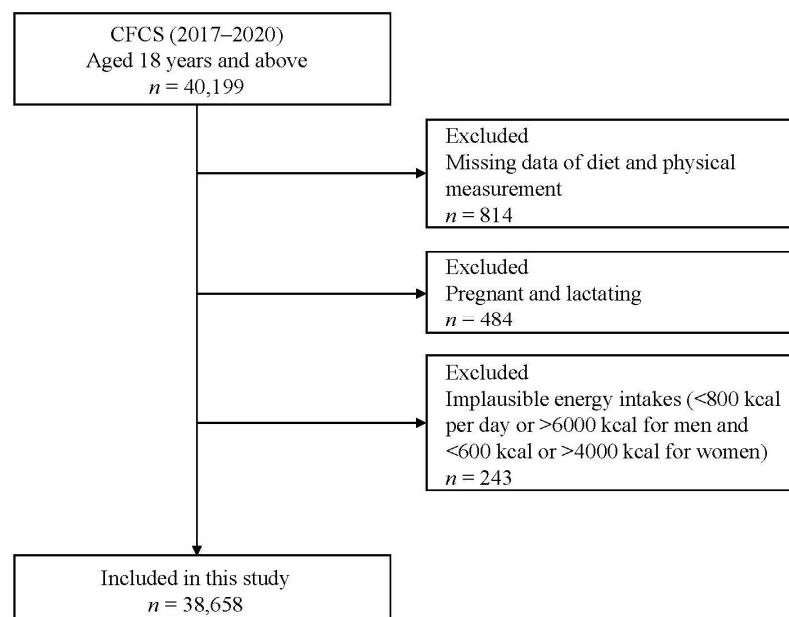 CFCS (2017–2020)
Aged 18 years and above
n = 40,199
Excluded
Missing data of diet and physical
measurement
n = 814
Excluded
Pregnant and lactating
n = 484
Excluded
Implausible energy intakes (<800 kcal
per day or >6000 kcal for men and
<600 kcal or >4000 kcal for women)
n = 243
Included in this study
n = 38,658